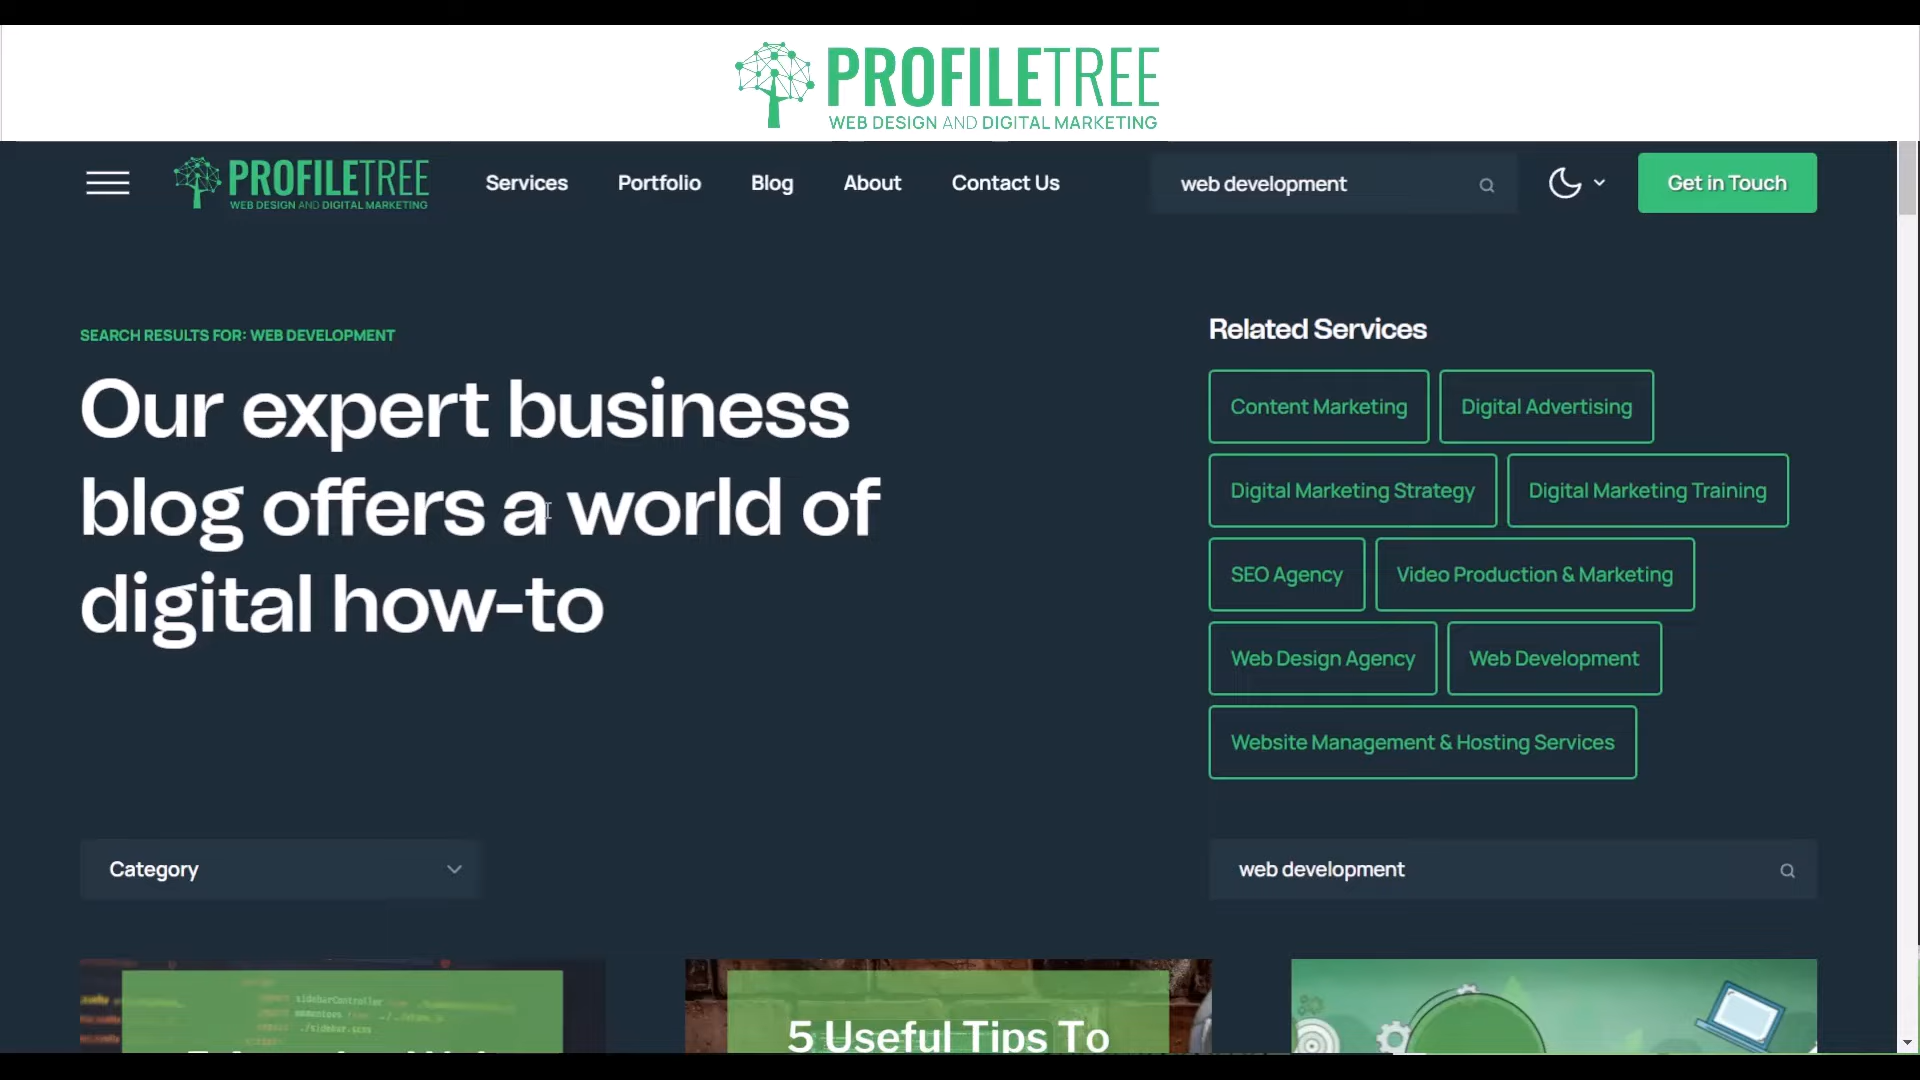 PROFILETREE
WEB DESIGN AND DIGITAL MARKETING
PROFILETREE
WEB DESIGN AND DIGITAL MARKETING
Services
Portfolio
Blog
About
Contact Us
web development
Get in Touch
SEARCH RESULTS FOR: WEB DEVELOPMENT
Our expert business
blog offers a world of
digital how-to
Related Services
Content Marketing
Digital Advertising
Digital Marketing Strategy
Digital Marketing Training
SEO Agency
Video Production & Marketing
Web Design Agency
Web Development
Website Management & Hosting Services
Category
web development
sidebarController
5 Useful Tips To